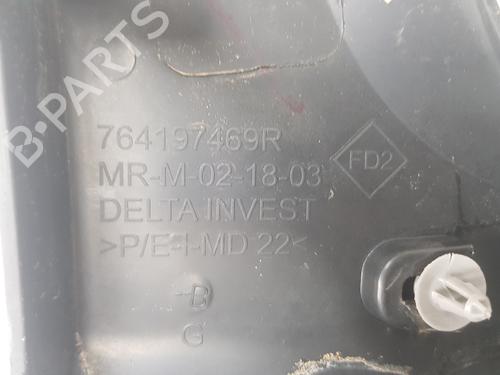 B-PARTS
764197469R
MR-M-02-18-03
FD2
DELTA INVEST
>P/E-I-MD 22<
B
G